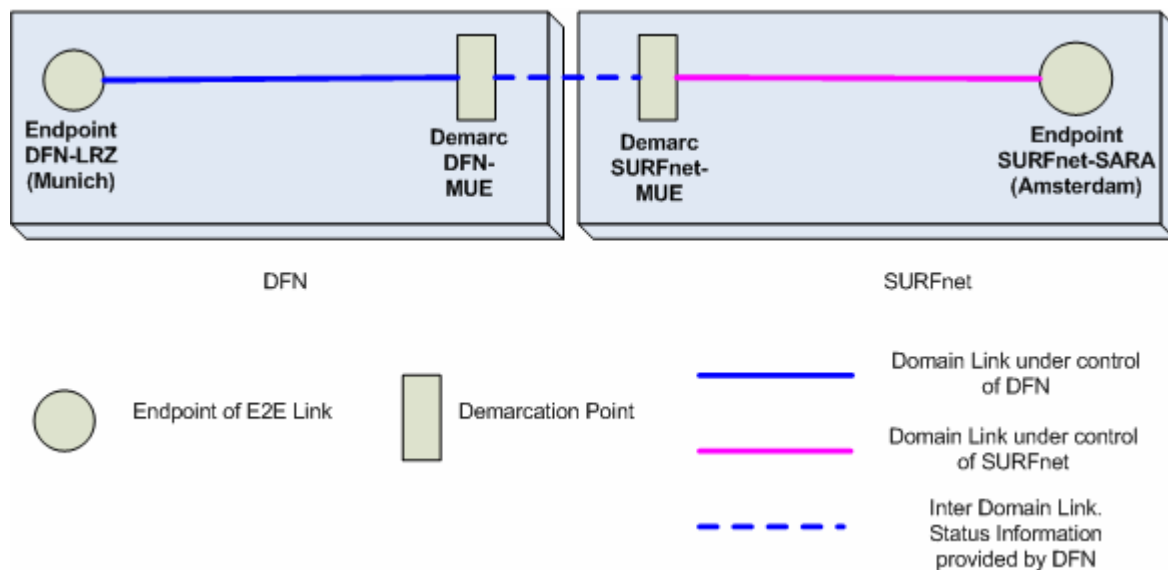 Endpoint
DFN-LRZ
(Munich)
Demarc
DFN-
MUE
Demarc
SURFnet-
MUE
Endpoint
SURFnet-SARA
(Amsterdam)
DFN
SURFnet
Endpoint of E2E Link
Demarcation Point
Domain Link under control
of DFN
Domain Link under control
of SURFnet
Inter Domain Link.
Status Information
provided by DFN